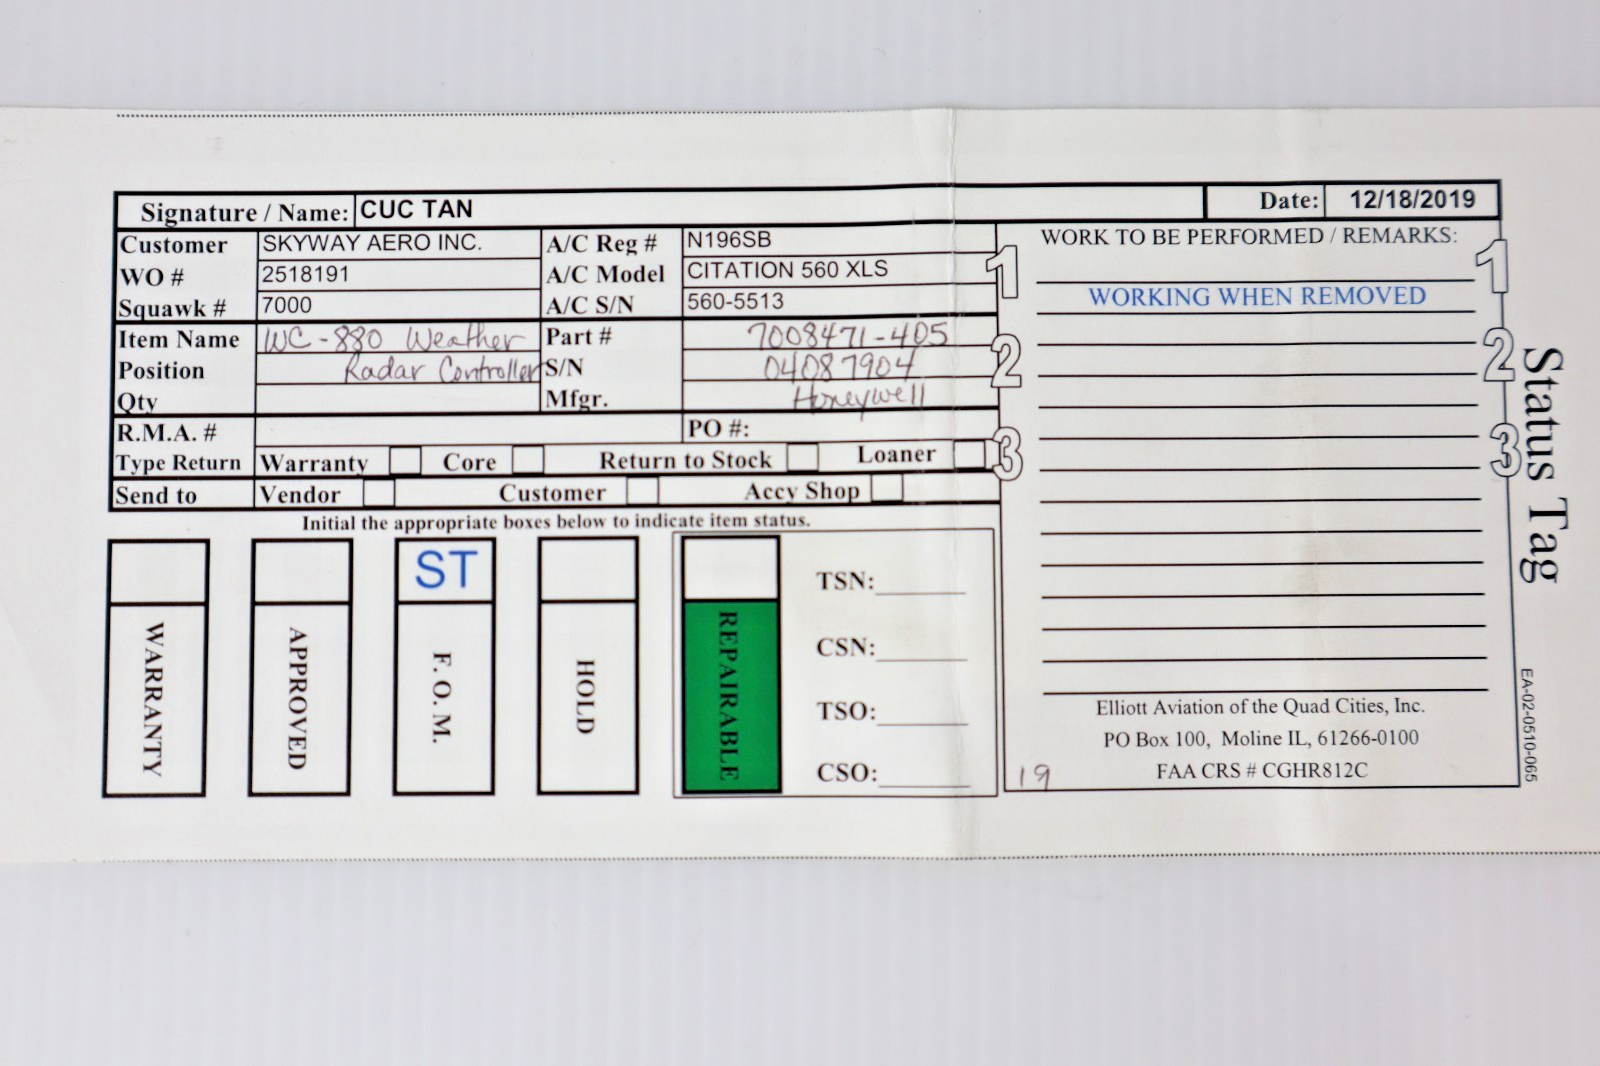 Signature / Name: CUC TAN Date: 12/18/2019
Customer SKYWAY AERO INC. A/C Reg # N196SB
WO # 2518191 A/C Model CITATION 560 XLS
Squawk # 7000 A/C S/N 560-5513
Item Name WC-880 Weather Part # 7008471-405
Position Radar Controller S/N 04087904
Qty Mfgr. Honeywell
R.M.A. # PO #:
Type Return Warranty Core Return to Stock Loaner
Send to Vendor Customer Accy Shop
1
2
3
Initial the appropriate boxes below to indicate item status.
WARRANTY
APPROVED
ST
F. O. M.
HOLD
REPAIRABLE
TSN:
CSN:
TSO:
CSO:
WORK TO BE PERFORMED / REMARKS:
WORKING WHEN REMOVED
1
2
3
Elliott Aviation of the Quad Cities, Inc.
PO Box 100, Moline IL, 61266-0100
FAA CRS # CGHR812C
19
Status Tag
EA-02-0510-065